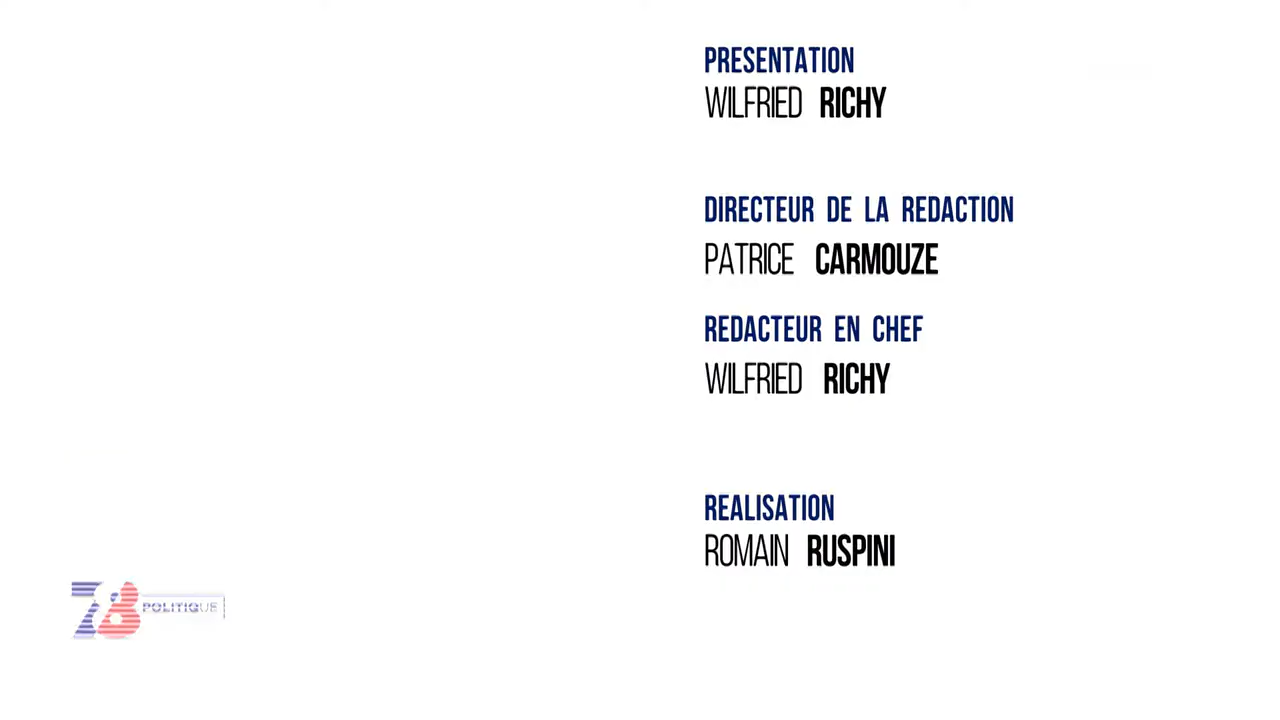 PRESENTATION
WILFRIED RICHY
DIRECTEUR DE LA REDACTION
PATRICE CARMOUZE
REDACTEUR EN CHEF
WILFRIED RICHY
REALISATION
ROMAIN RUSPINI
78 POLITIQUE